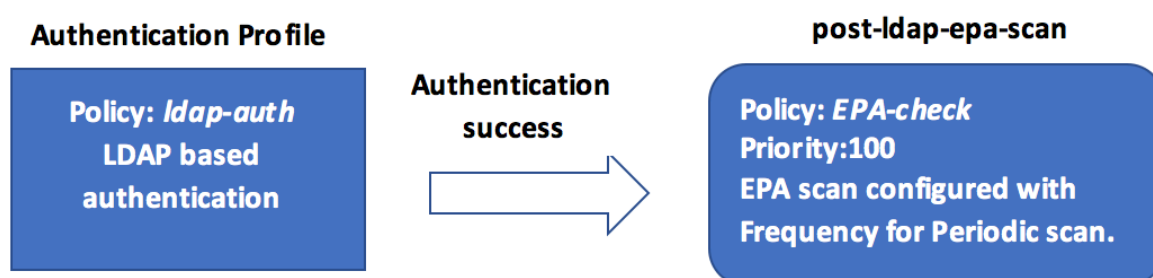 Authentication Profile
Policy: ldap-auth
LDAP based
authentication
Authentication
success
post-ldap-epa-scan
Policy: EPA-check
Priority:100
EPA scan configured with
Frequency for Periodic scan.